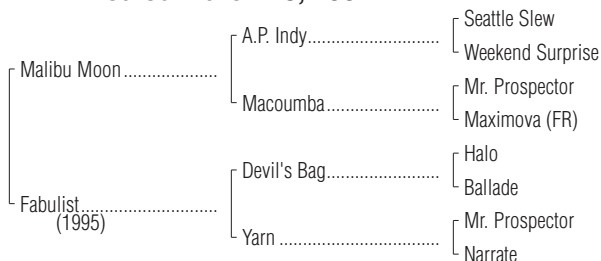 Seattle Slew
A.P. Indy
Weekend Surprise
Malibu Moon
Mr. Prospector
Macoumba
Maximova (FR)
Halo
Devil's Bag
Ballade
Fabulist
(1995)
Mr. Prospector
Yarn
Narrate